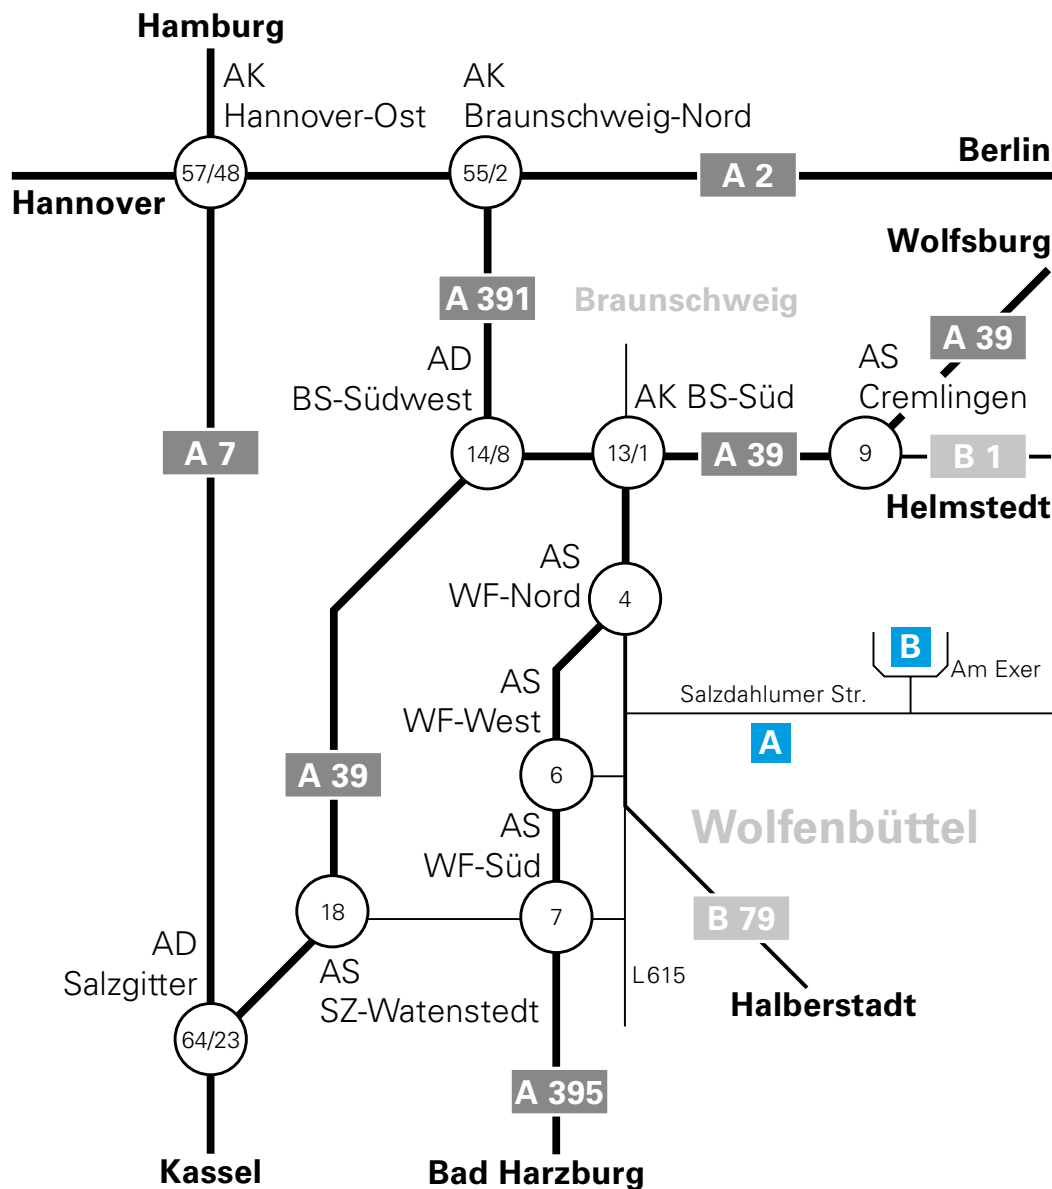 Hamburg
AK
Hannover-Ost
AK
Braunschweig-Nord
Berlin
57/48
55/2
A 2
Hannover
Wolfsburg
A 391
Braunschweig
A 39
AD
BS-Südwest
AK BS-Süd
AS
Cremlingen
A 7
14/8
13/1
A 39
9
B 1
Helmstedt
AS
WF-Nord
4
B
Am Exer
AS
WF-West
Salzdahlumer Str.
A
A 39
6
Wolfenbüttel
AS
WF-Süd
18
7
B 79
AD
Salzgitter
AS
SZ-Watenstedt
L615
Halberstadt
64/23
A 395
Kassel
Bad Harzburg